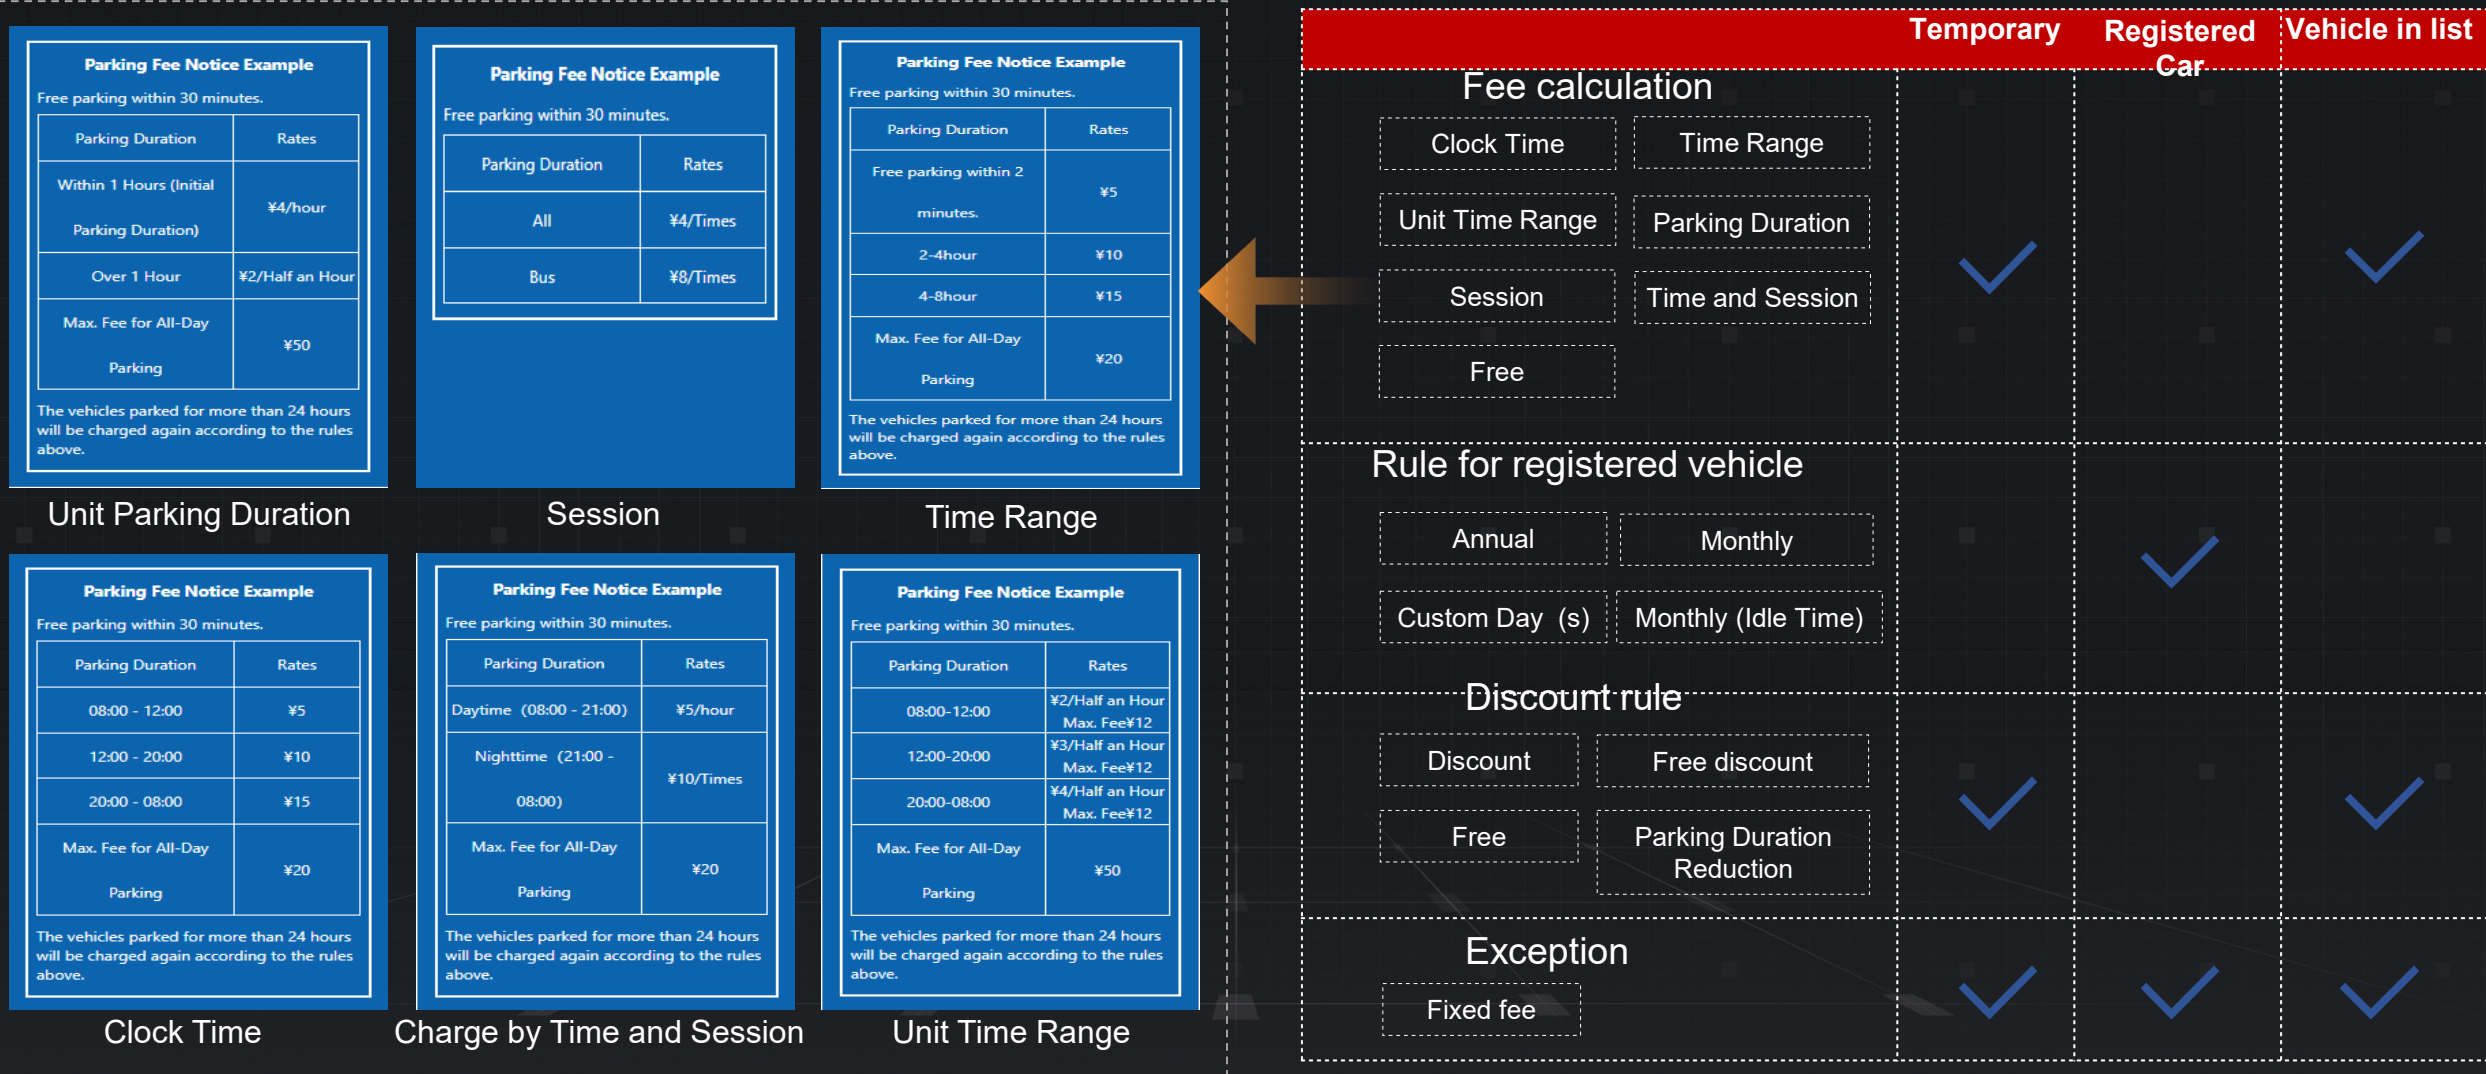 Parking Fee Notice Example
Free parking within 30 minutes.
Parking Duration Rates
Within 1 Hours (Initial
Parking Duration)
¥4/hour
Over 1 Hour ¥2/Half an Hour
Max. Fee for All-Day
Parking
¥50
The vehicles parked for more than 24 hours
will be charged again according to the rules
above.
Unit Parking Duration
Parking Fee Notice Example
Free parking within 30 minutes.
Parking Duration Rates
All ¥4/Times
Bus ¥8/Times
Session
Parking Fee Notice Example
Free parking within 30 minutes.
Parking Duration Rates
Free parking within 2
minutes.
¥5
2-4hour ¥10
4-8hour ¥15
Max. Fee for All-Day
Parking
¥20
The vehicles parked for more than 24 hours
will be charged again according to the rules
above.
Time Range
Parking Fee Notice Example
Free parking within 30 minutes.
Parking Duration Rates
08:00 - 12:00 ¥5
12:00 - 20:00 ¥10
20:00 - 08:00 ¥15
Max. Fee for All-Day
Parking
¥20
The vehicles parked for more than 24 hours
will be charged again according to the rules
above.
Clock Time
Parking Fee Notice Example
Free parking within 30 minutes.
Parking Duration Rates
Daytime (08:00 - 21:00) ¥5/hour
Nighttime (21:00 -
08:00)
¥10/Times
Max. Fee for All-Day
Parking
¥20
The vehicles parked for more than 24 hours
will be charged again according to the rules
above.
Charge by Time and Session
Parking Fee Notice Example
Free parking within 30 minutes.
Parking Duration Rates
08:00-12:00
¥2/Half an Hour
Max. Fee¥12
12:00-20:00
¥3/Half an Hour
Max. Fee¥12
20:00-08:00
¥4/Half an Hour
Max. Fee¥12
Max. Fee for All-Day
Parking
¥50
The vehicles parked for more than 24 hours
will be charged again according to the rules
above.
Unit Time Range
Temporary
Registered
Car
Vehicle in list
Fee calculation
Clock Time Time Range
Unit Time Range Parking Duration
Session Time and Session
Free
Rule for registered vehicle
Annual Monthly
Custom Day (s) Monthly (Idle Time)
Discount rule
Discount Free discount
Free
Parking Duration
Reduction
Exception
Fixed fee